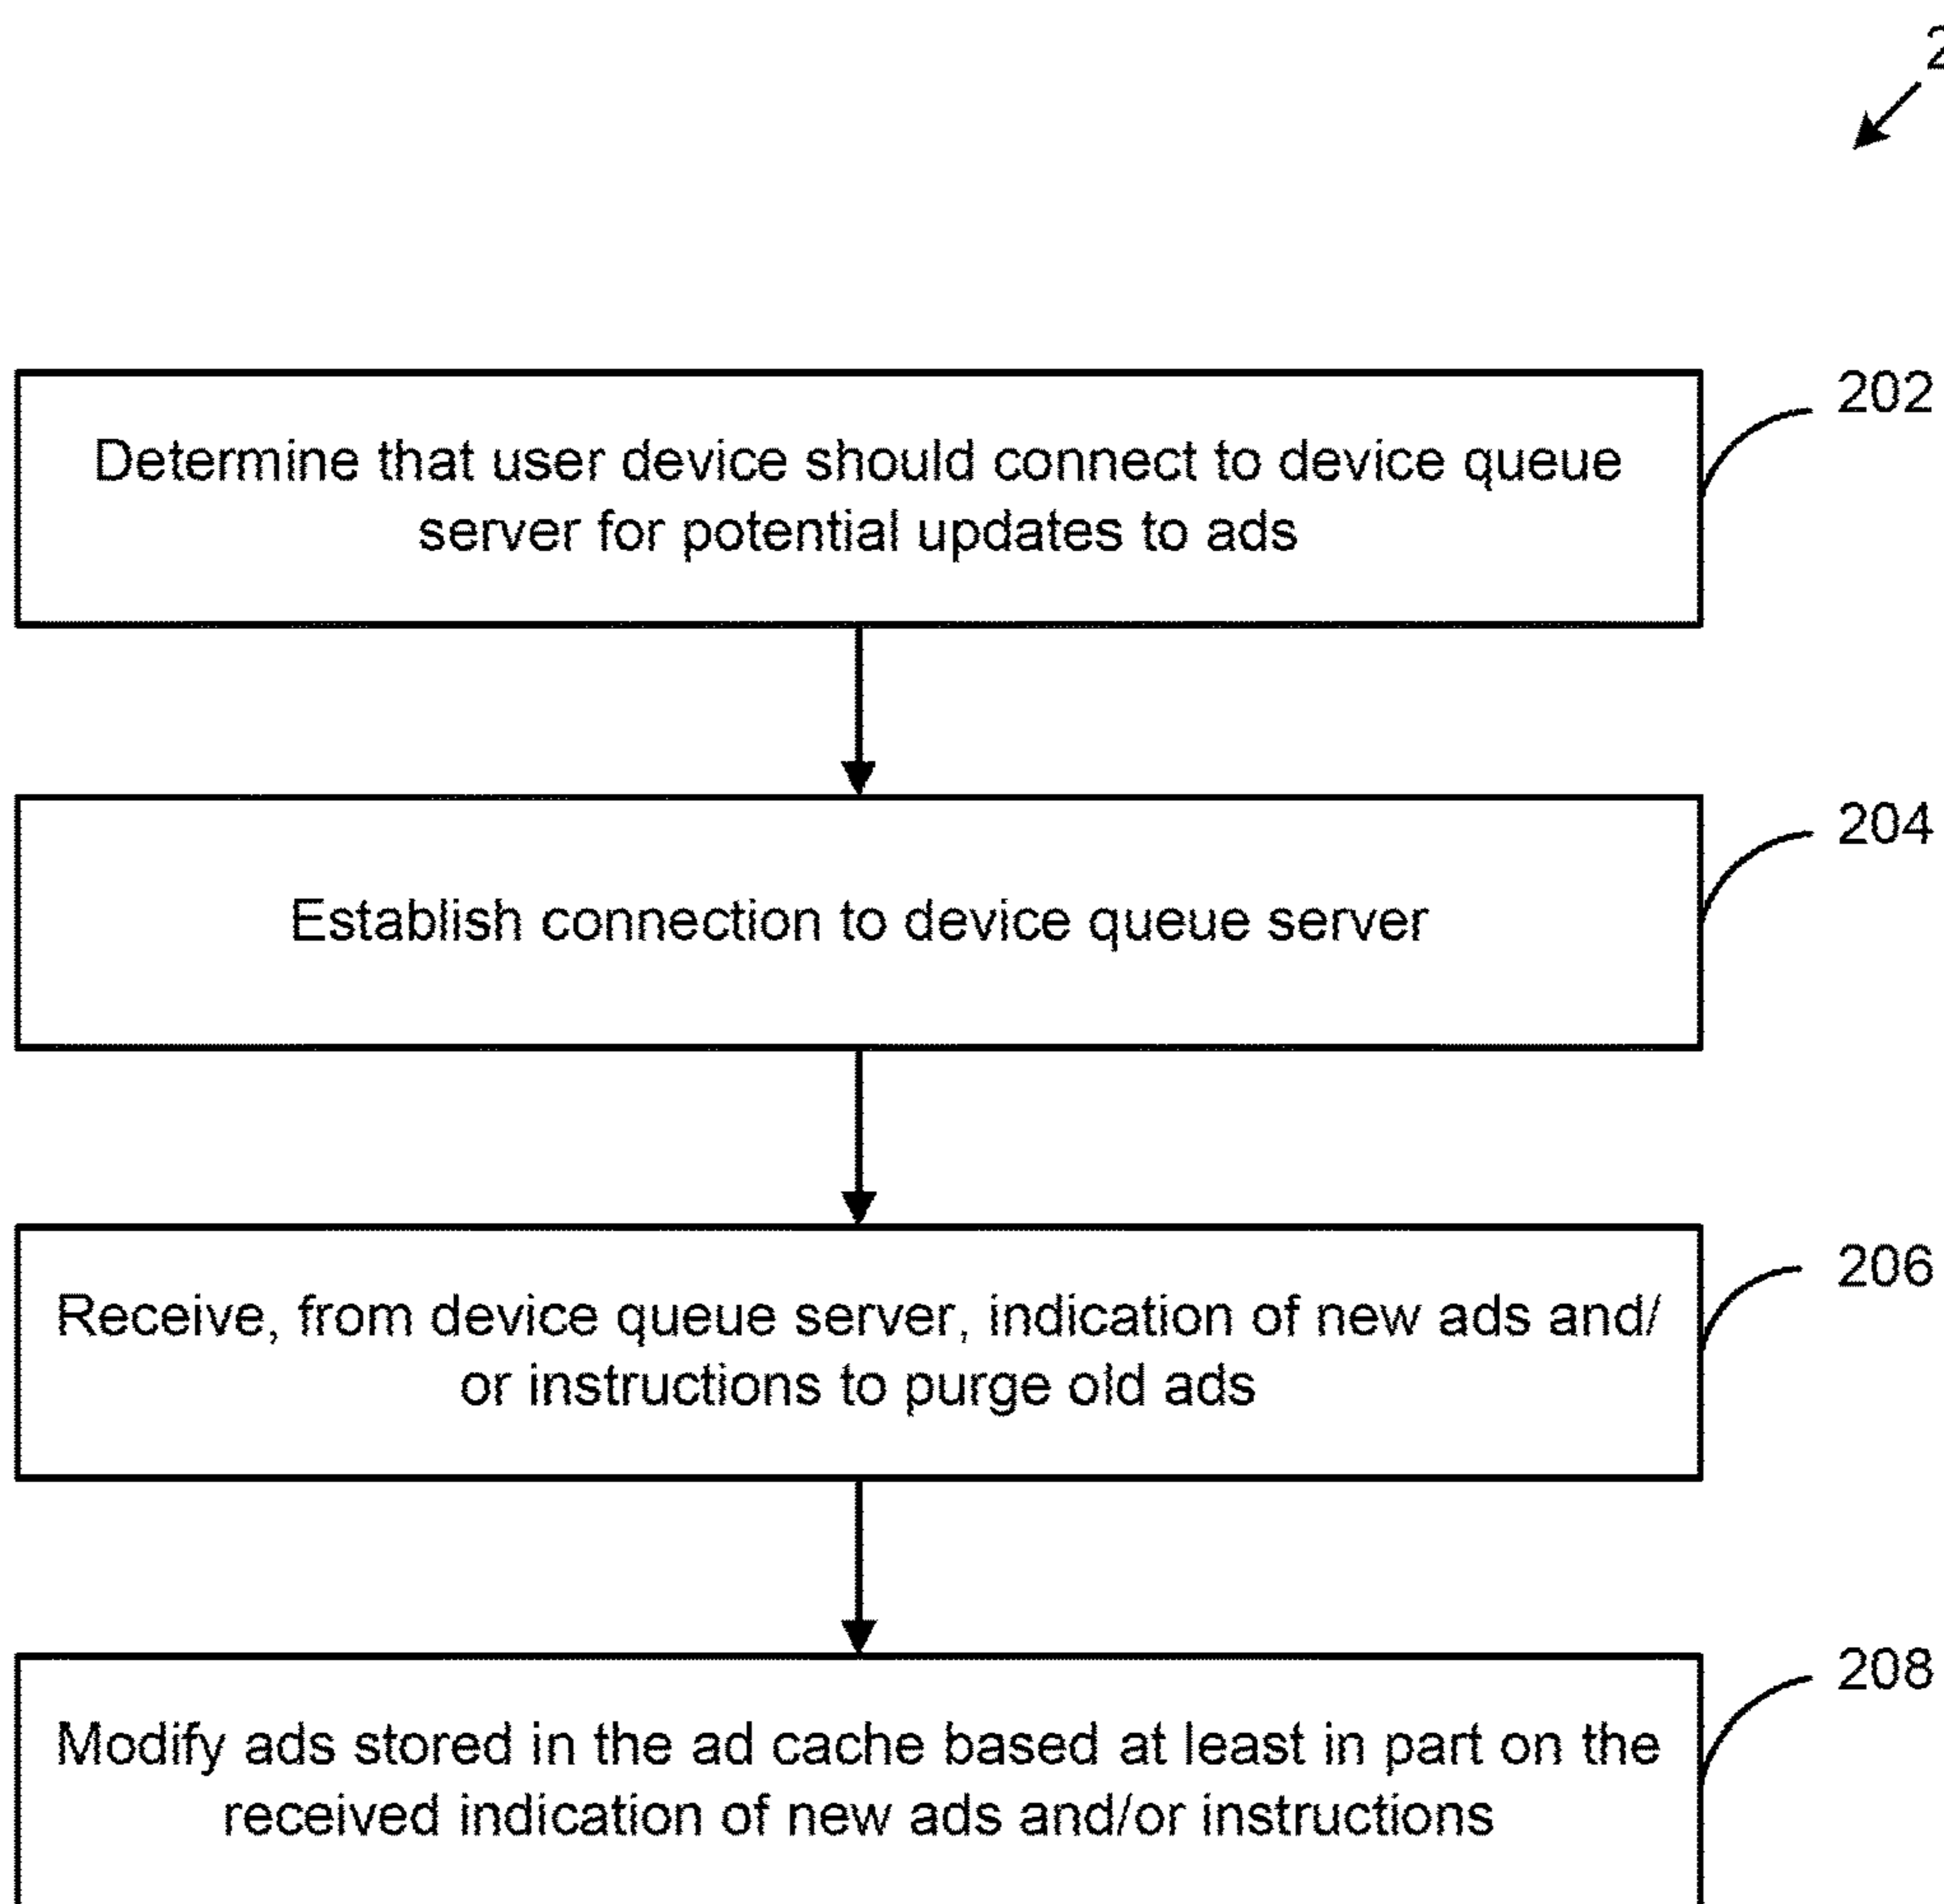 202
Determine that user device should connect to device queue
server for potential updates to ads
204
Establish connection to device queue server
206
Receive, from device queue server, indication of new ads and/
or instructions to purge old ads
208
Modify ads stored in the ad cache based at least in part on the
received indication of new ads and/or instructions